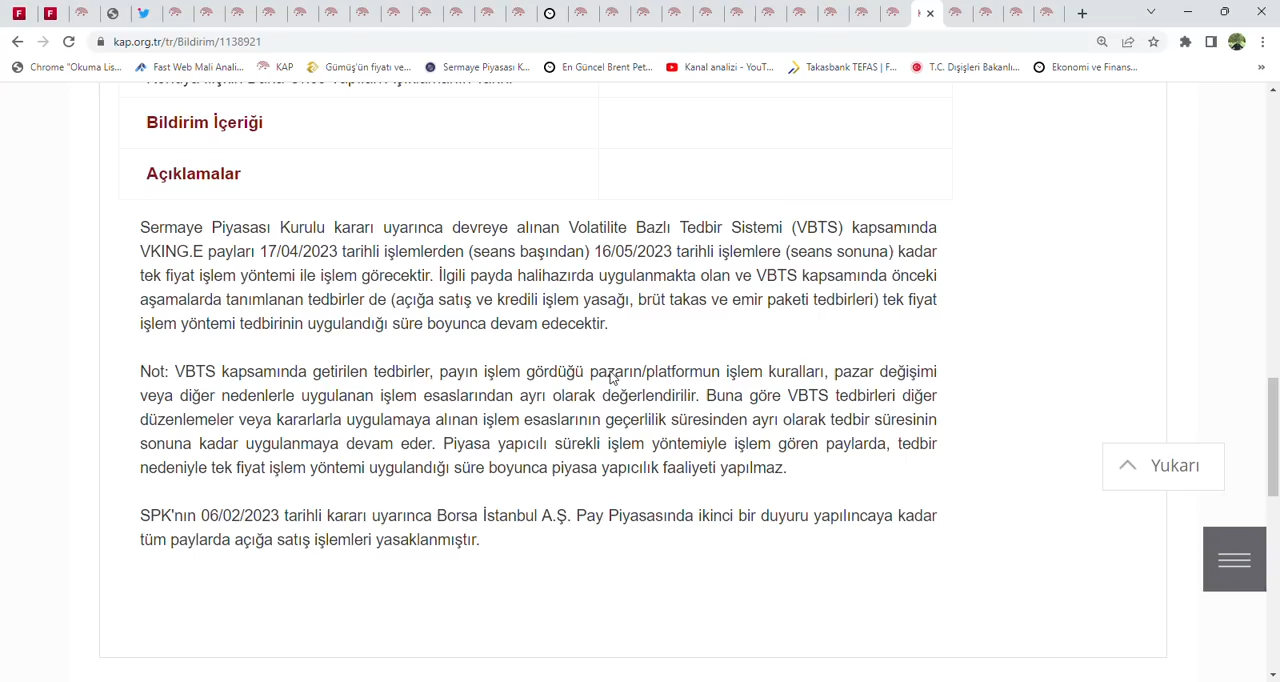 kap.org.tr/tr/Bildirim/1138921
Chrome "Okuma Lis... Fast Web Mali Anali... KAP Gümüş'ün fiyatı ve... Sermaye Piyasası K... En Güncel Brent Pet... Kanal analizi - YouT... Takasbank TEFAS | F... T.C. Dışişleri Bakanlı... Ekonomi ve Finans... »
Bildirim İçeriği
Açıklamalar
Sermaye Piyasası Kurulu kararı uyarınca devreye alınan Volatilite Bazlı Tedbir Sistemi (VBTS) kapsamında
VKING.E payları 17/04/2023 tarihli işlemlerden (seans başından) 16/05/2023 tarihli işlemlere (seans sonuna) kadar
tek fiyat işlem yöntemi ile işlem görecektir. İlgili payda halihazırda uygulanmakta olan ve VBTS kapsamında önceki
aşamalarda tanımlanan tedbirler de (açığa satış ve kredili işlem yasağı, brüt takas ve emir paketi tedbirleri) tek fiyat
işlem yöntemi tedbirinin uygulandığı süre boyunca devam edecektir.
Not: VBTS kapsamında getirilen tedbirler, payın işlem gördüğü pazarın/platformun işlem kuralları, pazar değişimi
veya diğer nedenlerle uygulanan işlem esaslarından ayrı olarak değerlendirilir. Buna göre VBTS tedbirleri diğer
düzenlemeler veya kararlarla uygulamaya alınan işlem esaslarının geçerlilik süresinden ayrı olarak tedbir süresinin
sonuna kadar uygulanmaya devam eder. Piyasa yapıcılı sürekli işlem yöntemiyle işlem gören paylarda, tedbir
nedeniyle tek fiyat işlem yöntemi uygulandığı süre boyunca piyasa yapıcılık faaliyeti yapılmaz.
Yukarı
SPK'nın 06/02/2023 tarihli kararı uyarınca Borsa İstanbul A.Ş. Pay Piyasasında ikinci bir duyuru yapılıncaya kadar
tüm paylarda açığa satış işlemleri yasaklanmıştır.